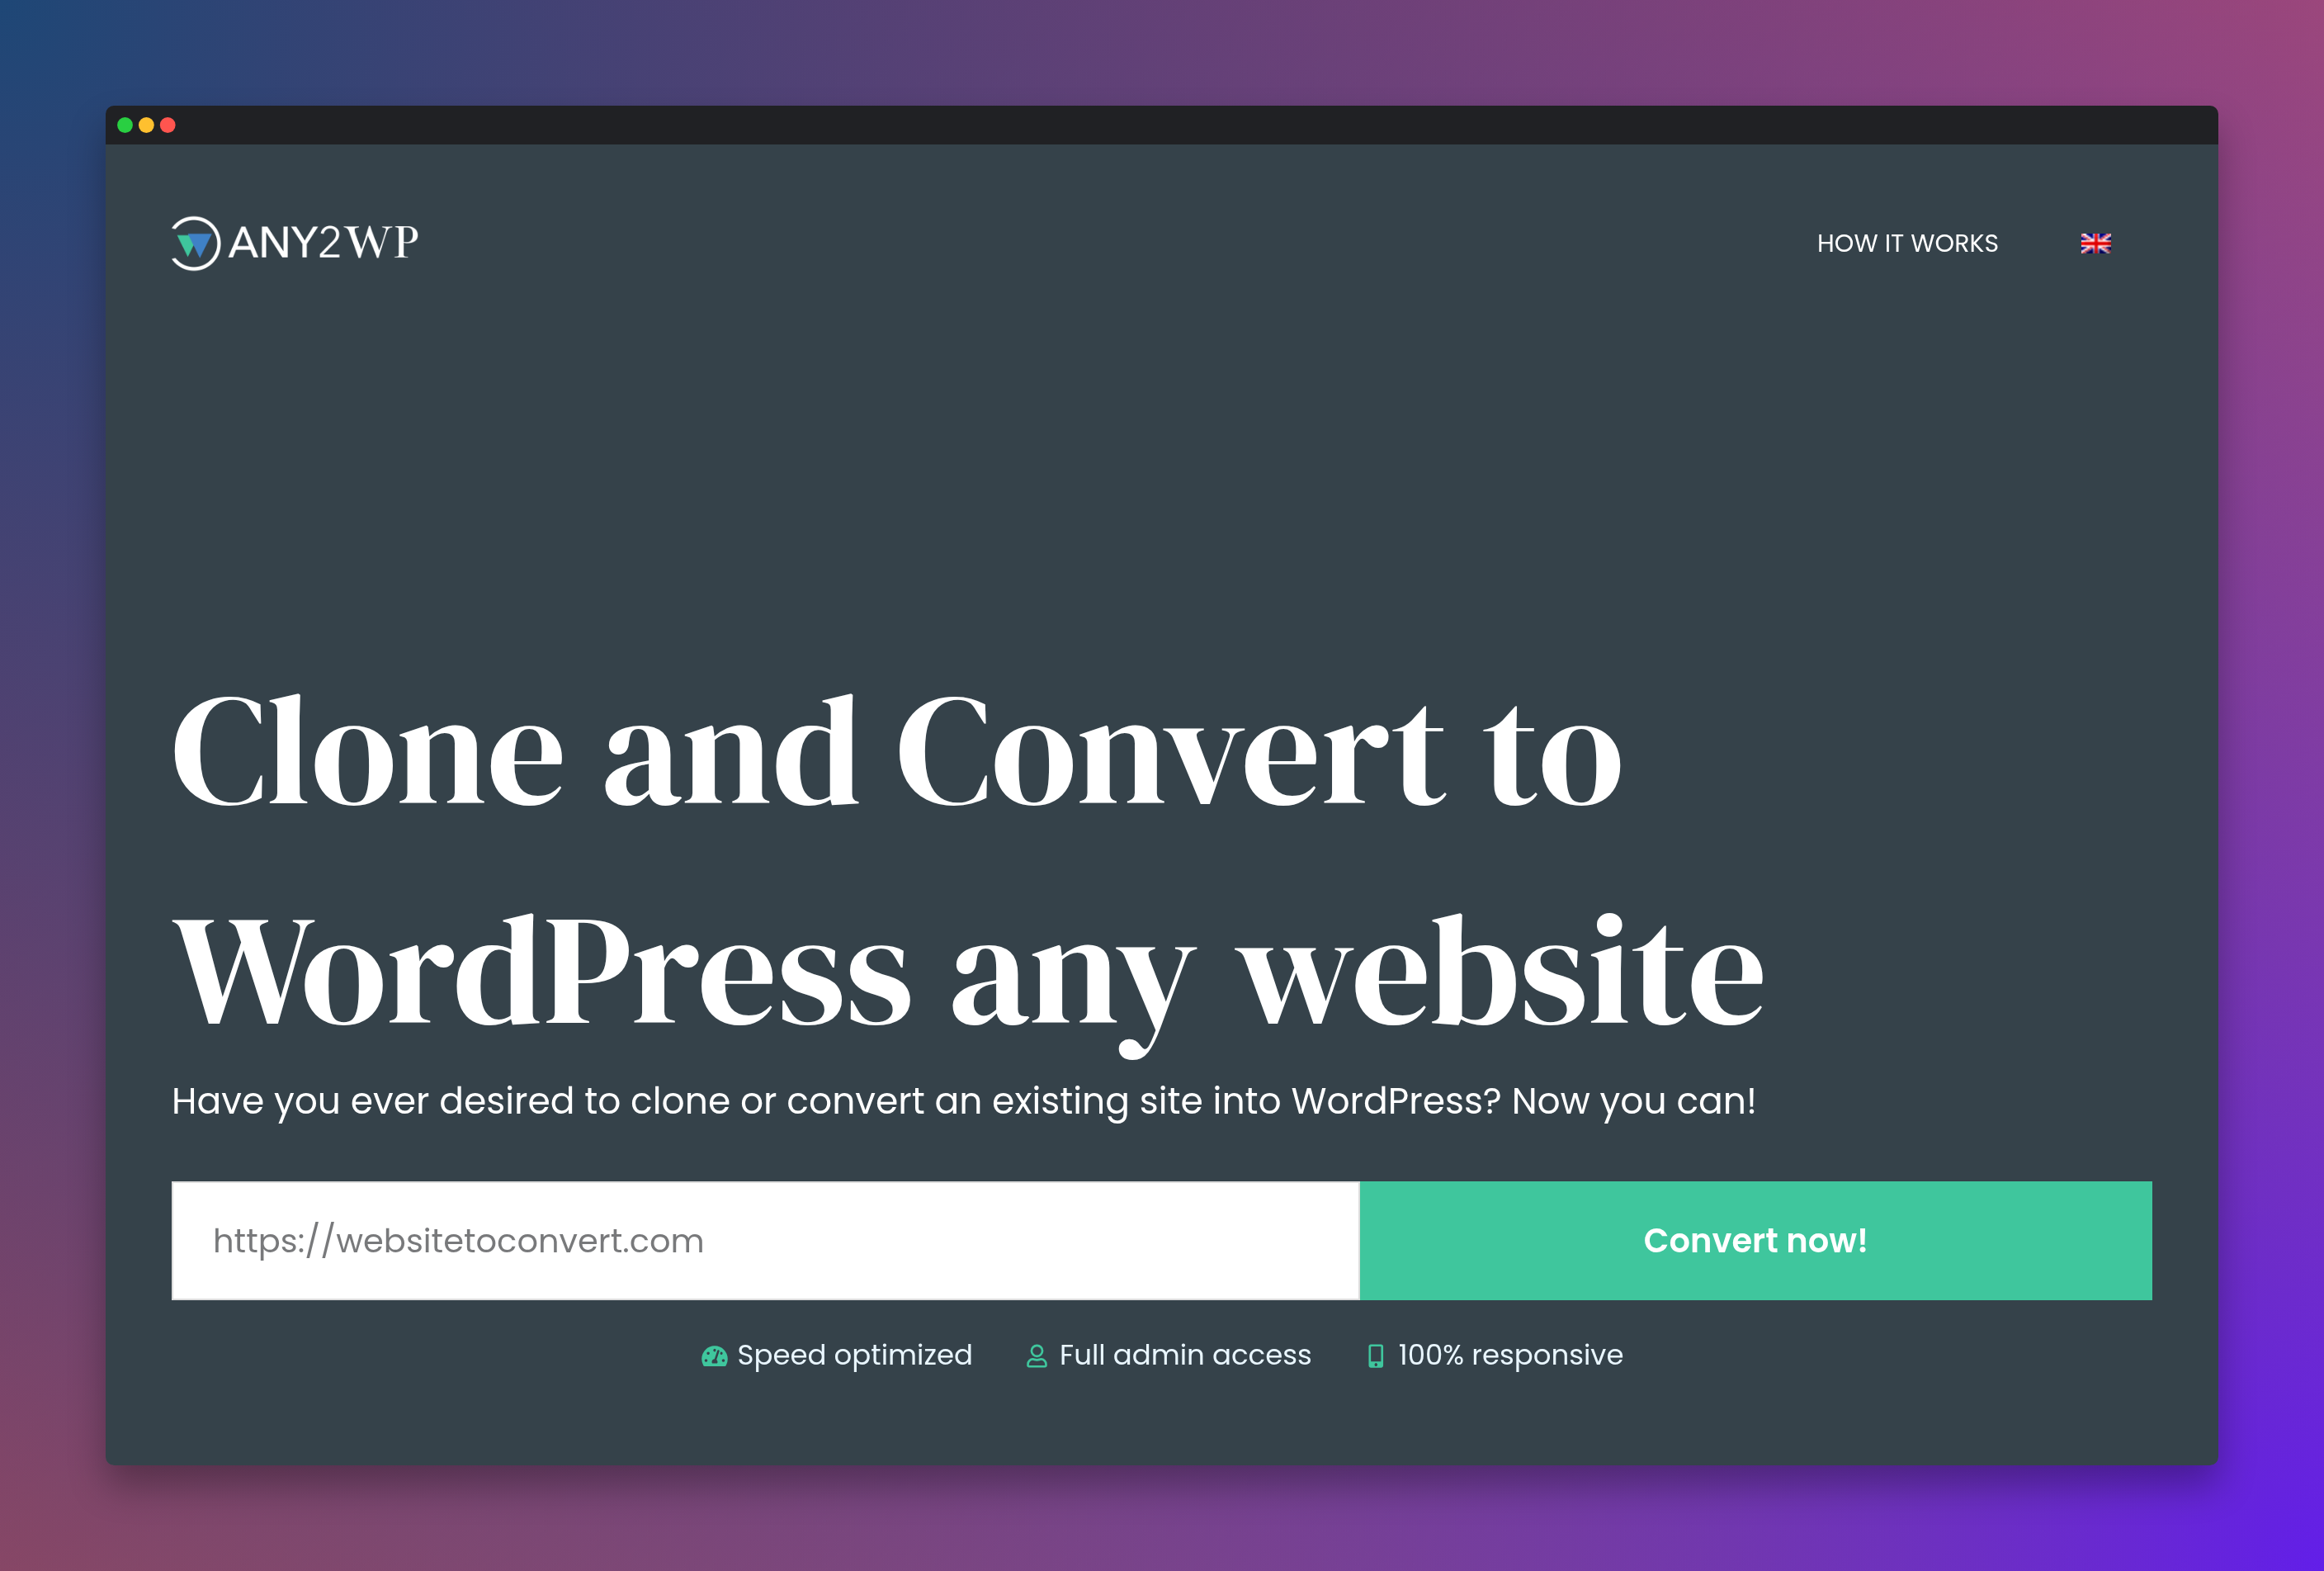 ANY2WP
HOW IT WORKS
Clone and Convert to
WordPress any website
Have you ever desired to clone or convert an existing site into WordPress? Now you can!
https://websitetoconvert.com
Convert now!
Speed optimized
Full admin access
100% responsive